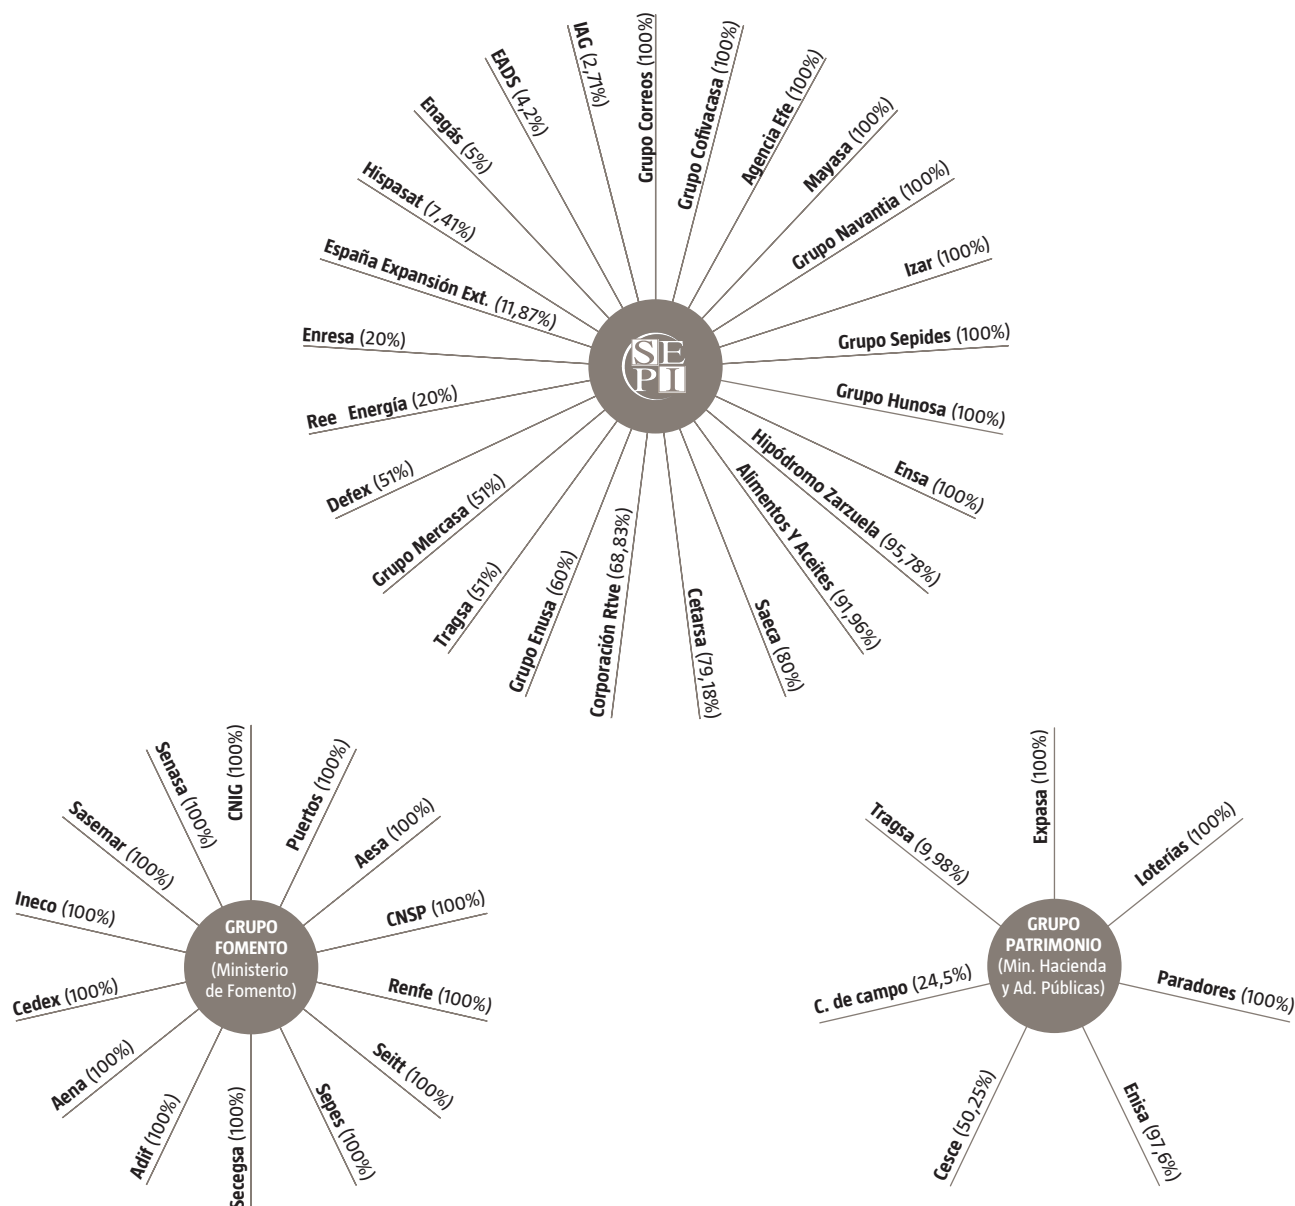 Grupo Correos (100%)
Grupo Cofivacasa (100%)
Agencia Efe (100%)
Mayasa (100%)
Grupo Navantia (100%)
Izar (100%)
Grupo Sepides (100%)
Grupo Hunosa (100%)
Ensa (100%)
Hipódromo Zarzuela (95,78%)
Alimentos Y Aceites (91,96%)
Saeca (80%)
Cetarsa (79,18%)
Corporación Rtve (68,83%)
Grupo Enusa (60%)
Tragsa (51%)
Grupo Mercasa (51%)
Defex (51%)
Ree Energía (20%)
Enresa (20%)
España Expansión Ext. (11,87%)
Hispasat (7,41%)
Enagás (5%)
EADS (4,2%)
IAG (2,71%)
SE
PI
CNIG (100%)
Puertos (100%)
Aesa (100%)
CNSP (100%)
Renfe (100%)
Seitt (100%)
Sepes (100%)
Secegsa (100%)
Adif (100%)
Aena (100%)
Cedex (100%)
Ineco (100%)
Sasemar (100%)
Senasa (100%)
GRUPO
FOMENTO
(Ministerio
de Fomento)
Expasa (100%)
Loterías (100%)
Paradores (100%)
Enisa (97,6%)
Cesce (50,25%)
C. de campo (24,5%)
Tragsa (9,98%)
GRUPO
PATRIMONIO
(Min. Hacienda
y Ad. Públicas)